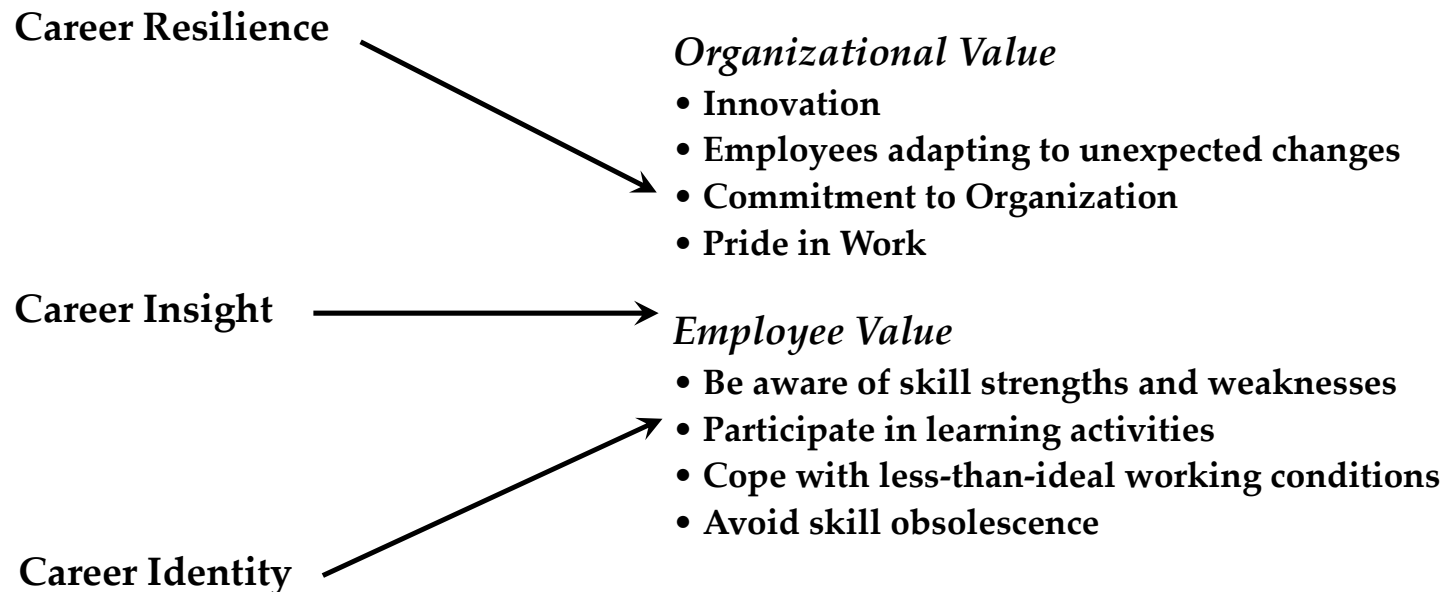 Career Resilience
Organizational Value
• Innovation
• Employees adapting to unexpected changes
• Commitment to Organization
• Pride in Work
Career Insight
Employee Value
• Be aware of skill strengths and weaknesses
• Participate in learning activities
• Cope with less-than-ideal working conditions
• Avoid skill obsolescence
Career Identity